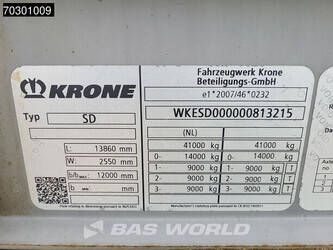 70301009
KRONE
Typ SD
L: 13860 mm
W: 2550 mm
b/b MAX: 12000 mm
b: mm
Fahrzeugwerk Krone
Beteiligungs-GmbH
e1*2007/46*0232
WKESD000000813215
(NL)
41000 kg 41000 kg
0- 14000 kg 0- 14000 kg
1- 9000 kg 1- 9000 kg T
2- 9000 kg 2- 9000 kg T
3- 9000 kg 3- 9000 kg T
BAS WORLD